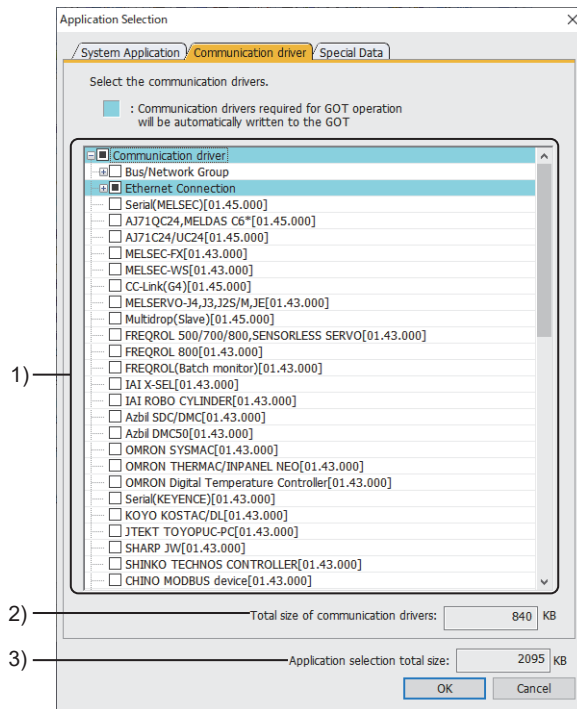 Application Selection
System Application
Communication driver
Special Data
Select the communication drivers.
: Communication drivers required for GOT operation
will be automatically written to the GOT
Communication driver
Bus/Network Group
Ethernet Connection
Serial(MELSEC)[01.45.000]
AJ71QC24,MELDAS C6*[01.45.000]
AJ71C24/UC24[01.45.000]
MELSEC-FX[01.43.000]
MELSEC-WS[01.43.000]
CC-Link(G4)[01.45.000]
MELSERVO-J4,J3,J2S/M,JE[01.43.000]
Multidrop(Slave)[01.45.000]
FREQROL 500/700/800,SENSORLESS SERVO[01.43.000]
FREQROL 800[01.43.000]
FREQROL(Batch monitor)[01.43.000]
1)
IAI X-SEL[01.43.000]
IAI ROBO CYLINDER[01.43.000]
Azbil SDC/DMC[01.43.000]
Azbil DMC50[01.43.000]
OMRON SYSMAC[01.43.000]
OMRON THERMAC/INPANEL NEO[01.43.000]
OMRON Digital Temperature Controller[01.43.000]
Serial(KEYENCE)[01.43.000]
KOYO KOSTAC/DL[01.43.000]
JTEKT TOYOPUC-PC[01.43.000]
SHARP JW[01.43.000]
SHINKO TECHNOS CONTROLLER[01.43.000]
CHINO MODBUS device[01.43.000]
2) Total size of communication drivers: 840 KB
3) Application selection total size: 2095 KB
OK Cancel